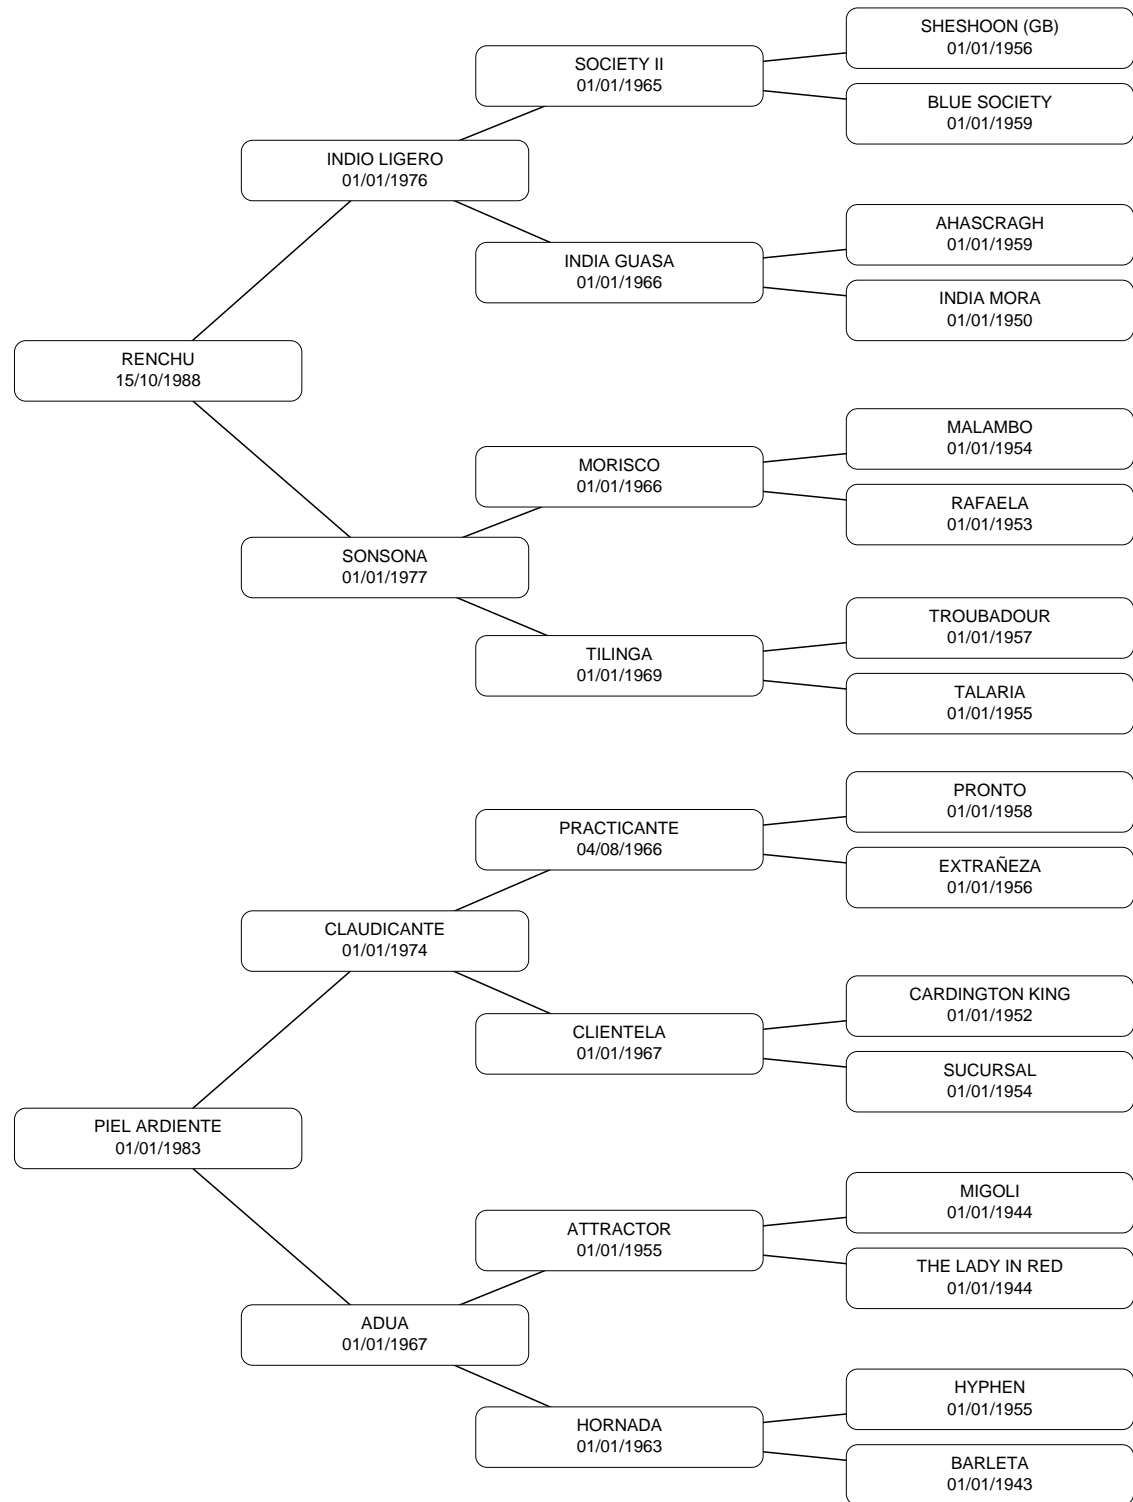 SHESHOON (GB)
01/01/1956
SOCIETY II
01/01/1965
BLUE SOCIETY
01/01/1959
INDIO LIGERO
01/01/1976
AHASCRAGH
01/01/1959
INDIA GUASA
01/01/1966
INDIA MORA
01/01/1950
RENCHU
15/10/1988
MALAMBO
01/01/1954
MORISCO
01/01/1966
RAFAELA
01/01/1953
SONSONA
01/01/1977
TROUBADOUR
01/01/1957
TILINGA
01/01/1969
TALARIA
01/01/1955
PRONTO
01/01/1958
PRACTICANTE
04/08/1966
EXTRAÑEZA
01/01/1956
CLAUDICANTE
01/01/1974
CARDINGTON KING
01/01/1952
CLIENTELA
01/01/1967
SUCURSAL
01/01/1954
PIEL ARDIENTE
01/01/1983
MIGOLI
01/01/1944
ATTRACTOR
01/01/1955
THE LADY IN RED
01/01/1944
ADUA
01/01/1967
HYPHEN
01/01/1955
HORNADA
01/01/1963
BARLETA
01/01/1943